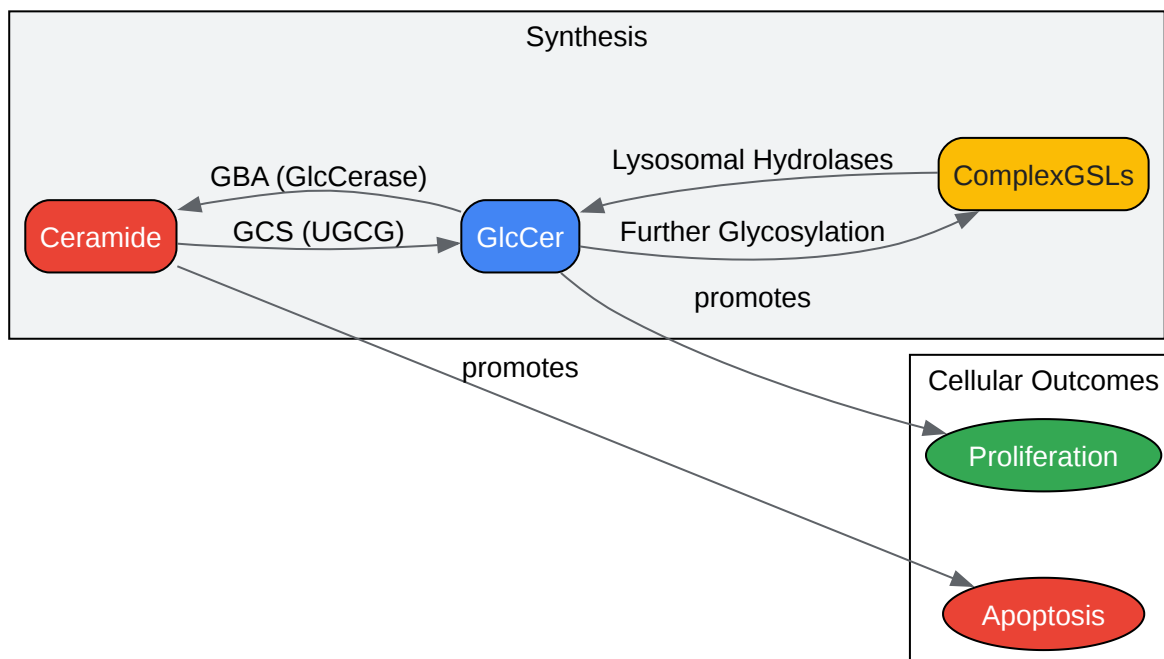 Synthesis
Lysosomal Hydrolases
ComplexGSLs
GBA (GlcCerase)
Ceramide
GCS (UGCG)
GlcCer
Further Glycosylation
promotes
promotes
Cellular Outcomes
Proliferation
Apoptosis